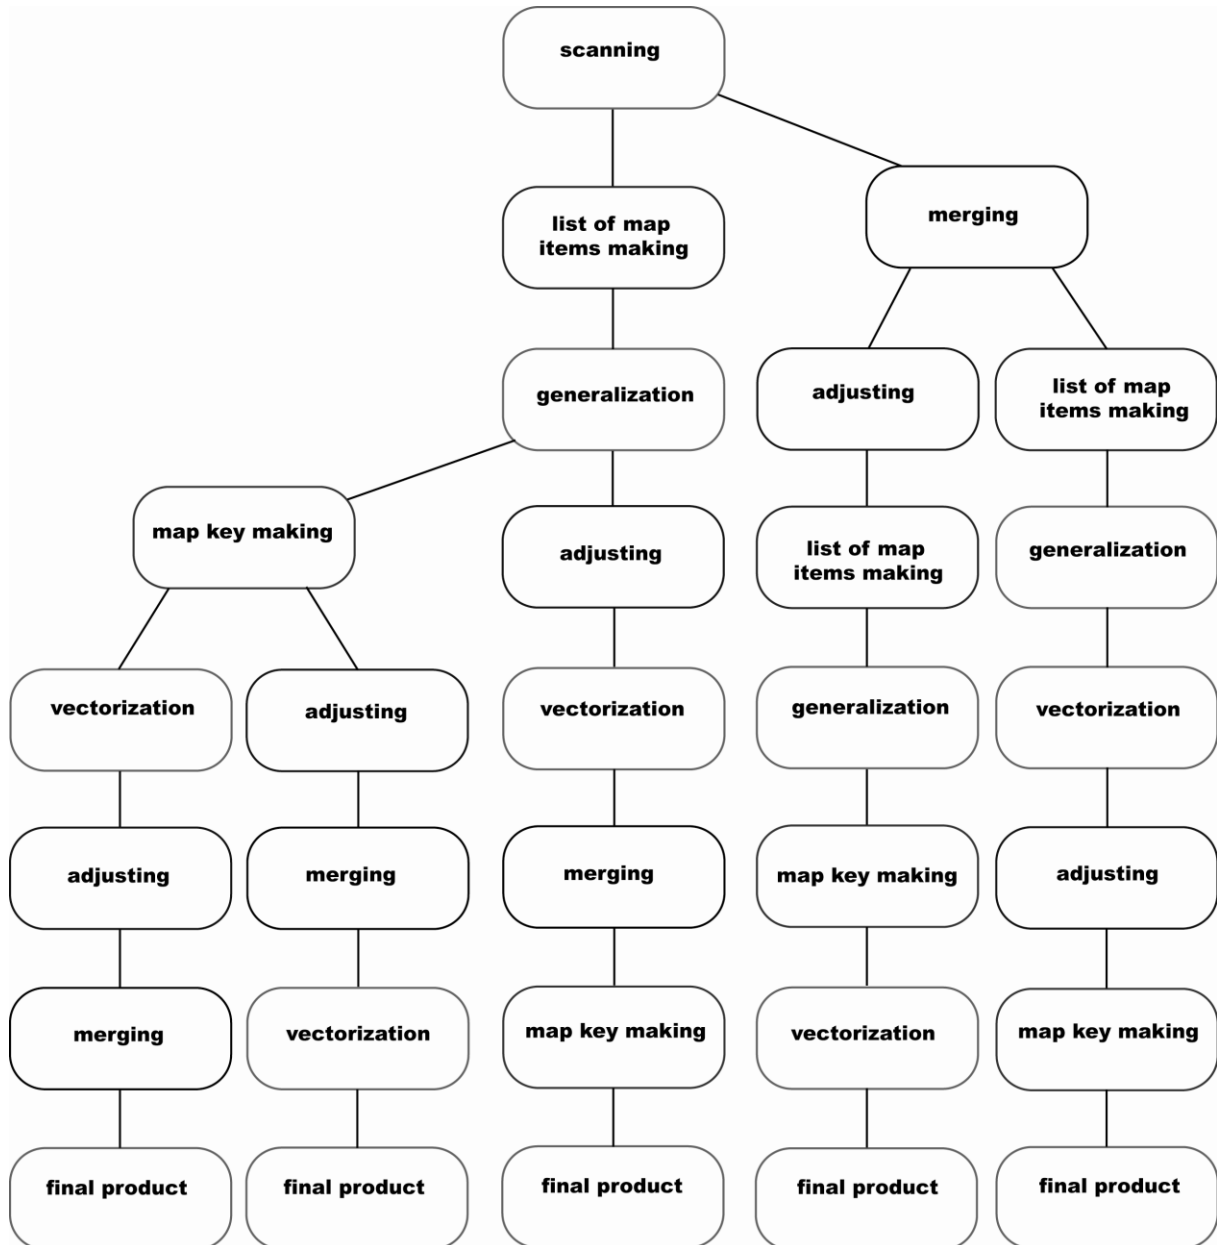 scanning
list of map
items making
merging
generalization
adjusting
list of map
items making
map key making
adjusting
list of map
items making
generalization
vectorization
adjusting
vectorization
generalization
vectorization
adjusting
merging
merging
map key making
adjusting
merging
vectorization
map key making
vectorization
map key making
final product
final product
final product
final product
final product